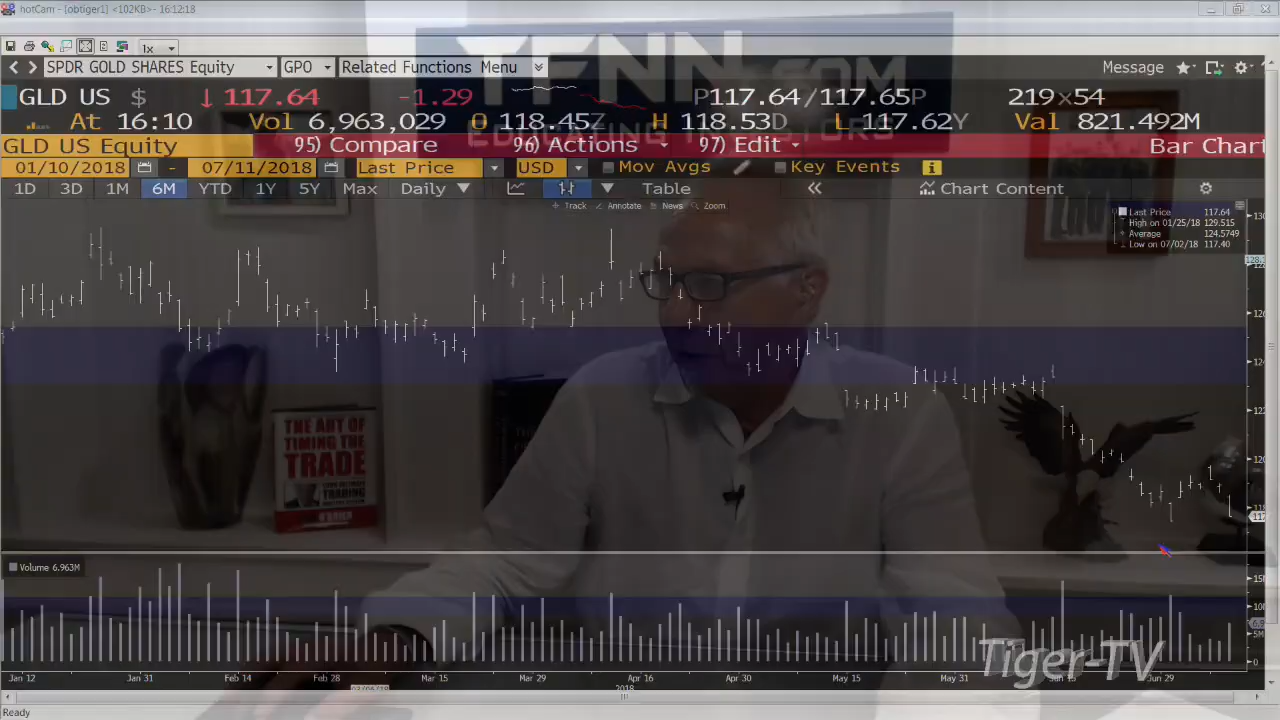 hotCam - [obtiger1] <102KB> - 16:12:18
1x
SPDR GOLD SHARES Equity GPO Related Functions Menu Message
GLD US $ ↓ 117.64 -1.29 P117.64/117.65P 219x54
At 16:10 Vol 6,963,029 O 118.45Z H 118.53D L 117.62Y Val 821.492M
GLD US Equity 95) Compare 96) Actions 97) Edit Bar Chart
01/10/2018 - 07/11/2018 Last Price USD Mov Avgs Key Events
1D 3D 1M 6M YTD 1Y 5Y Max Daily Table Chart Content
Track Annotate News Zoom
TFNN.COM
EDUCATING INVESTORS
Last Price 117.64
High on 01/25/18 129.515
Average 124.5749
Low on 07/02/18 117.40
THE ART OF
TIMING THE
TRADE
O'BRIEN
Volume 6.963M
Tiger-TV
Jan 12 Jan 31 Feb 14 Feb 28 Mar 15 Mar 29 Apr 16 Apr 30 May 15 May 31 Jun 29
2018
Ready